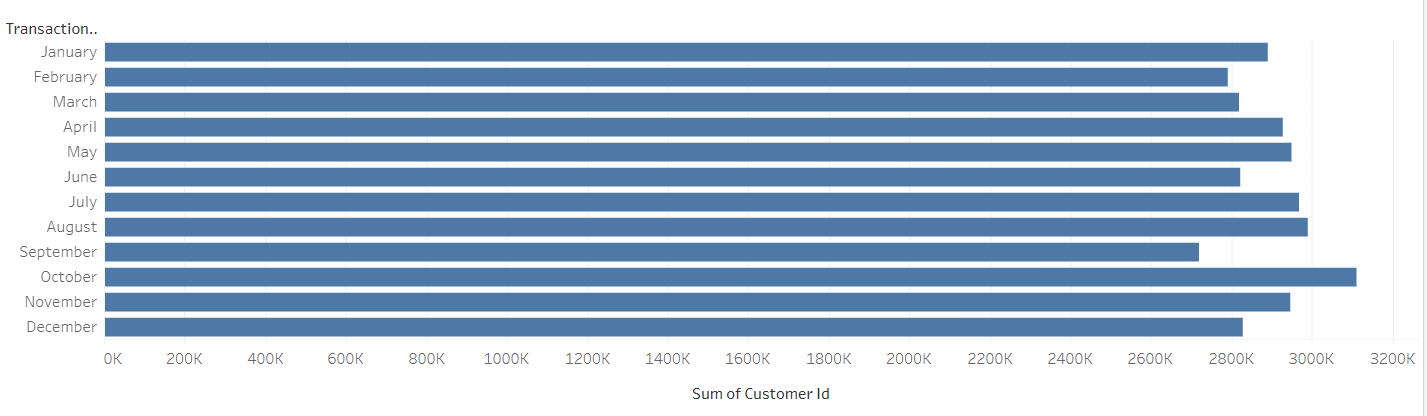 Transaction..
January
February
March
April
May
June
July
August
September
October
November
December
0K 200K 400K 600K 800K 1000K 1200K 1400K 1600K 1800K 2000K 2200K 2400K 2600K 2800K 3000K 3200K
Sum of Customer Id